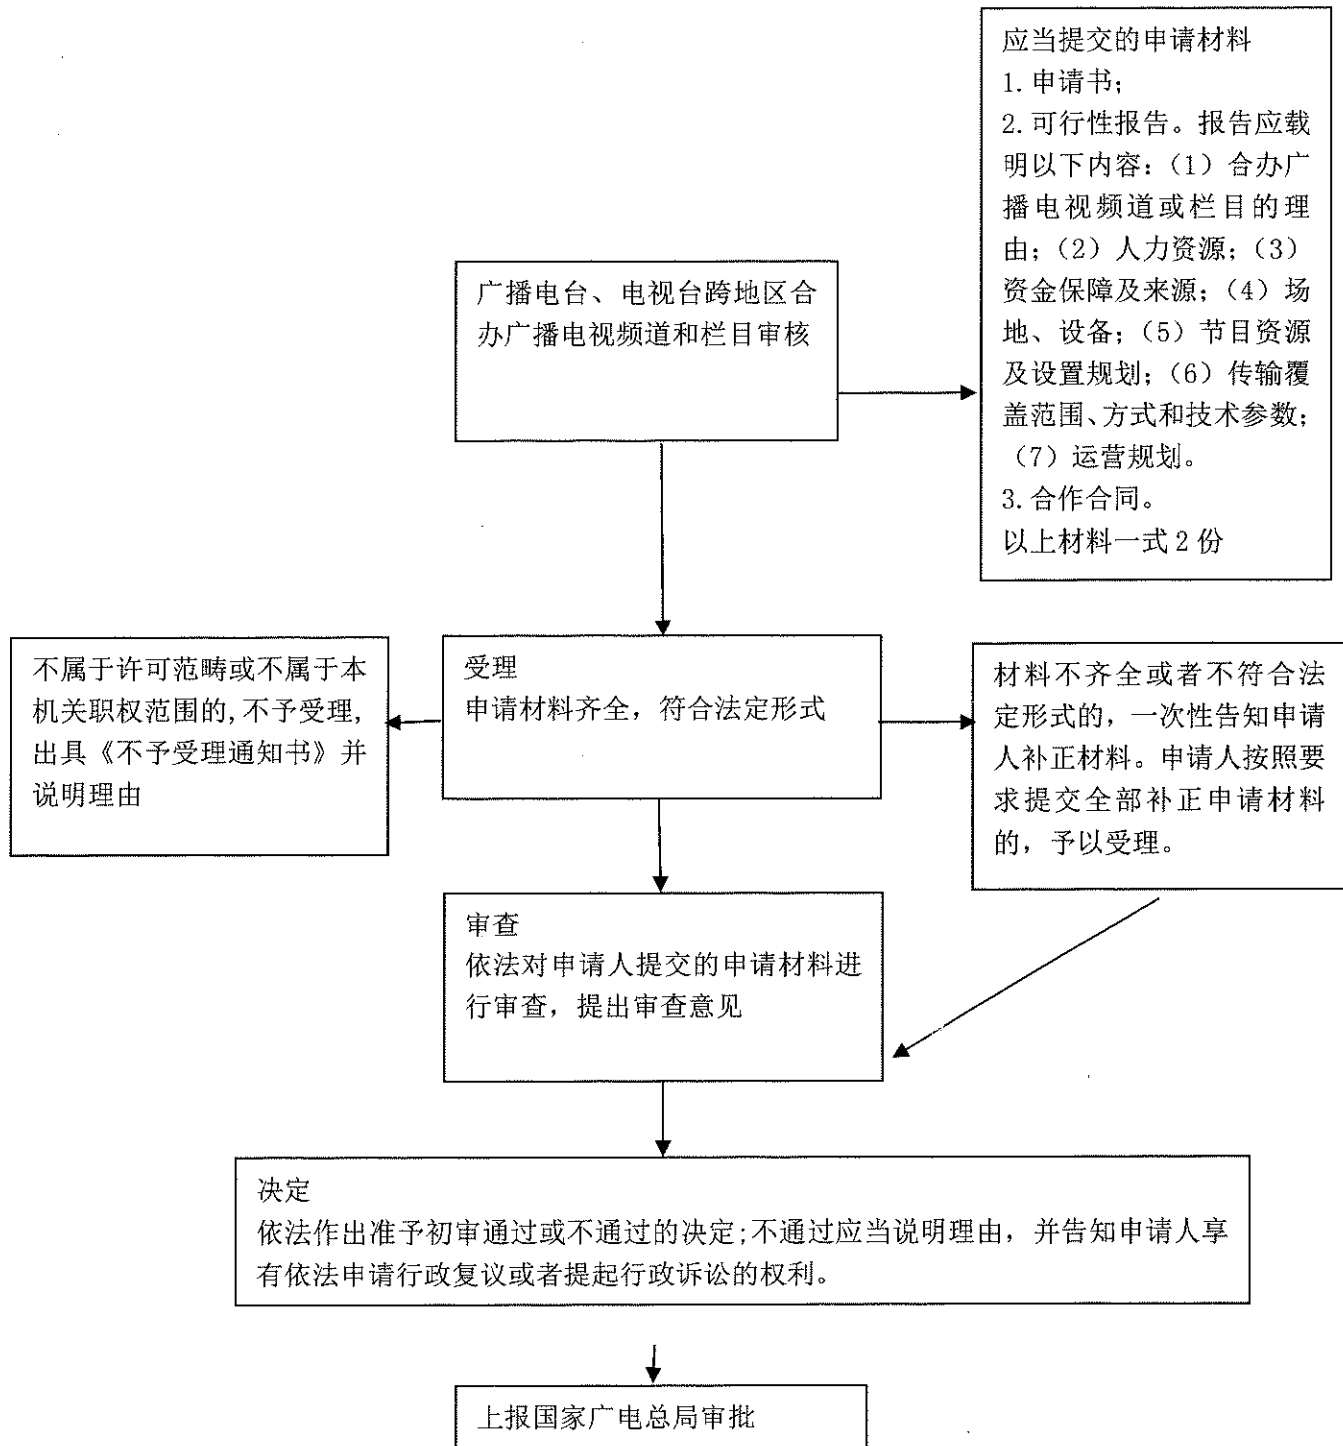 应当提交的申请材料
1.申请书;
2.可行性报告。报告应载
明以下内容:(1)合办广
播电视频道或栏目的理
由;(2)人力资源;(3)
资金保障及来源;(4)场
地、设备;(5)节目资源
及设置规划;(6)传输覆
盖范围、方式和技术参数;
(7)运营规划。
3.合作合同。
以上材料一式2份
广播电台、电视台跨地区合
办广播电视频道和栏目审核
不属于许可范畴或不属于本
机关职权范围的,不予受理,
出具《不予受理通知书》并
说明理由
受理
申请材料齐全，符合法定形式
材料不齐全或者不符合法
定形式的，一次性告知申请
人补正材料。申请人按照要
求提交全部补正申请材料
的，予以受理。
审查
依法对申请人提交的申请材料进
行审查，提出审查意见
决定
依法作出准予初审通过或不通过的决定;不通过应当说明理由，并告知申请人享
有依法申请行政复议或者提起行政诉讼的权利。
上报国家广电总局审批